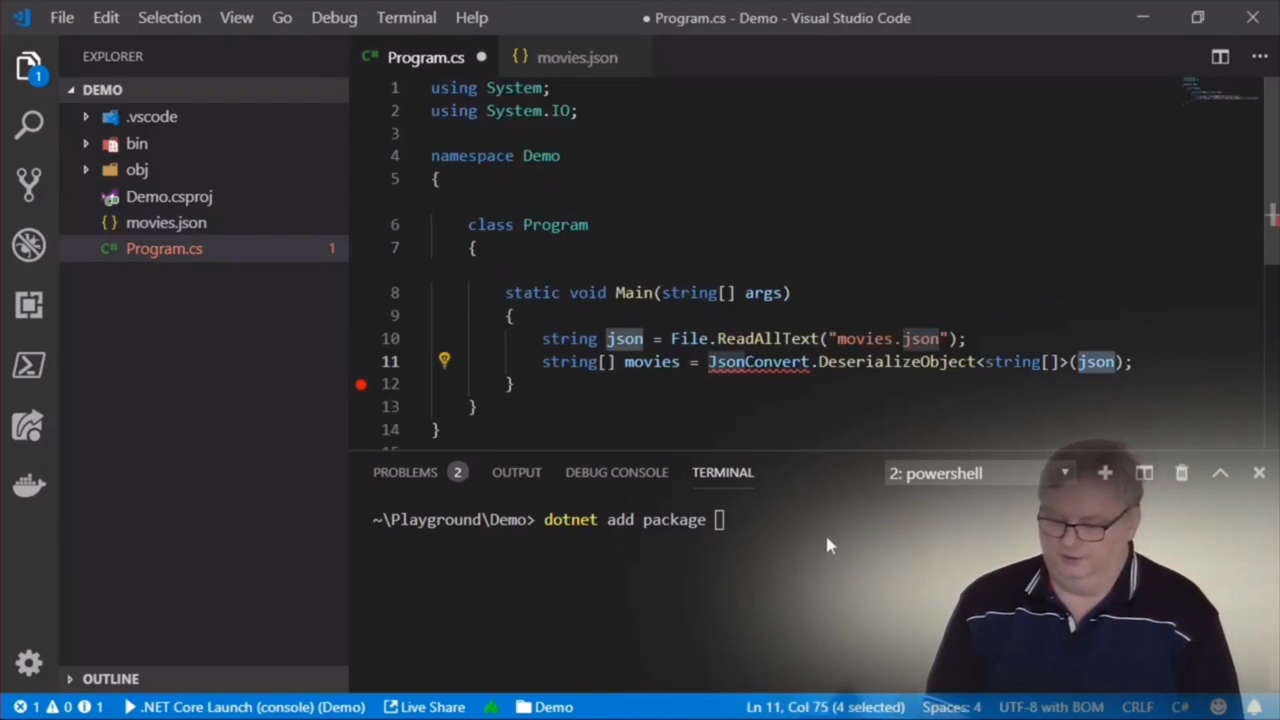 File Edit Selection View Go Debug Terminal Help
● Program.cs - Demo - Visual Studio Code
1
EXPLORER
DEMO
.vscode
bin
obj
Demo.csproj
{} movies.json
C# Program.cs 1
OUTLINE
C# Program.cs ●
{} movies.json
1 using System;
2 using System.IO;
3
4 namespace Demo
5 {
6 class Program
7 {
8 static void Main(string[] args)
9 {
10 string json = File.ReadAllText("movies.json");
11 string[] movies = JsonConvert.DeserializeObject<string[]>(json);
12 }
13 }
14 }
PROBLEMS 2 OUTPUT DEBUG CONSOLE TERMINAL 2: powershell
~\Playground\Demo> dotnet add package
1 0 1 .NET Core Launch (console) (Demo) Live Share Demo Ln 11, Col 75 (4 selected) Spaces: 4 UTF-8 with BOM CRLF C#